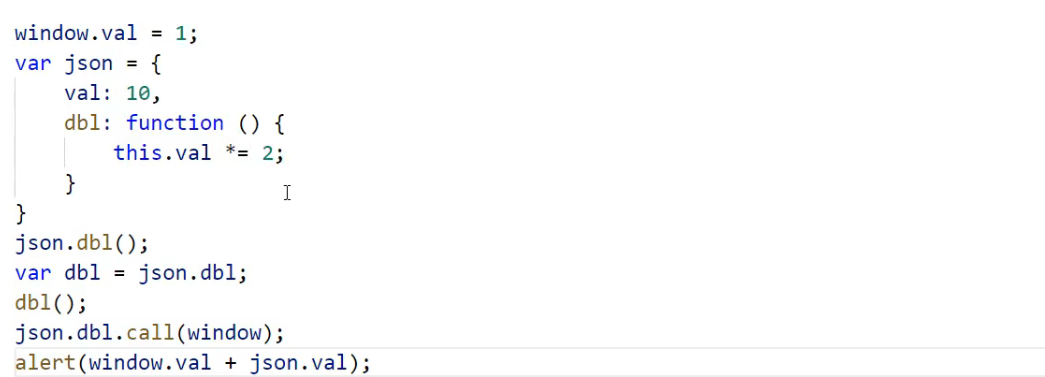 window.val = 1;
var json = {
    val: 10,
    dbl: function () {
        this.val *= 2;
    }
}
json.dbl();
var dbl = json.dbl;
dbl();
json.dbl.call(window);
alert(window.val + json.val);